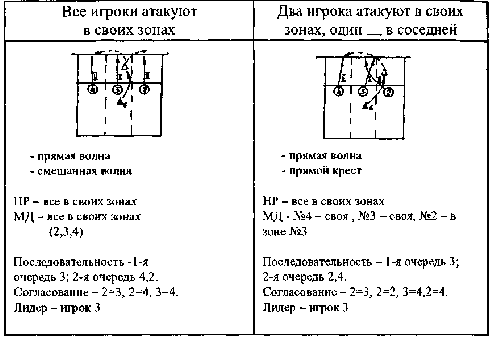 Все игроки атакуют
в своих зонах
- прямая волна
- смешанная волна
НР – все в своих зонах
МД – все в своих зонах
(2,3,4)
Последовательность -1-я
очередь 3; 2-я очередь 4,2.
Согласование – 2=3, 2=4, 3=4.
Лидер – игрок 3
Два игрока атакуют в своих
зонах, один — в соседней
- прямая волна
- прямой крест
НР – все в своих зонах
МД - №4 – своя , №3 – своя, №2 – в
зоне №3
Последовательность – 1-я очередь 3;
2-я очередь 2,4.
Согласование – 2=3, 2=2, 3=4,2=4.
Лидер – игрок 3